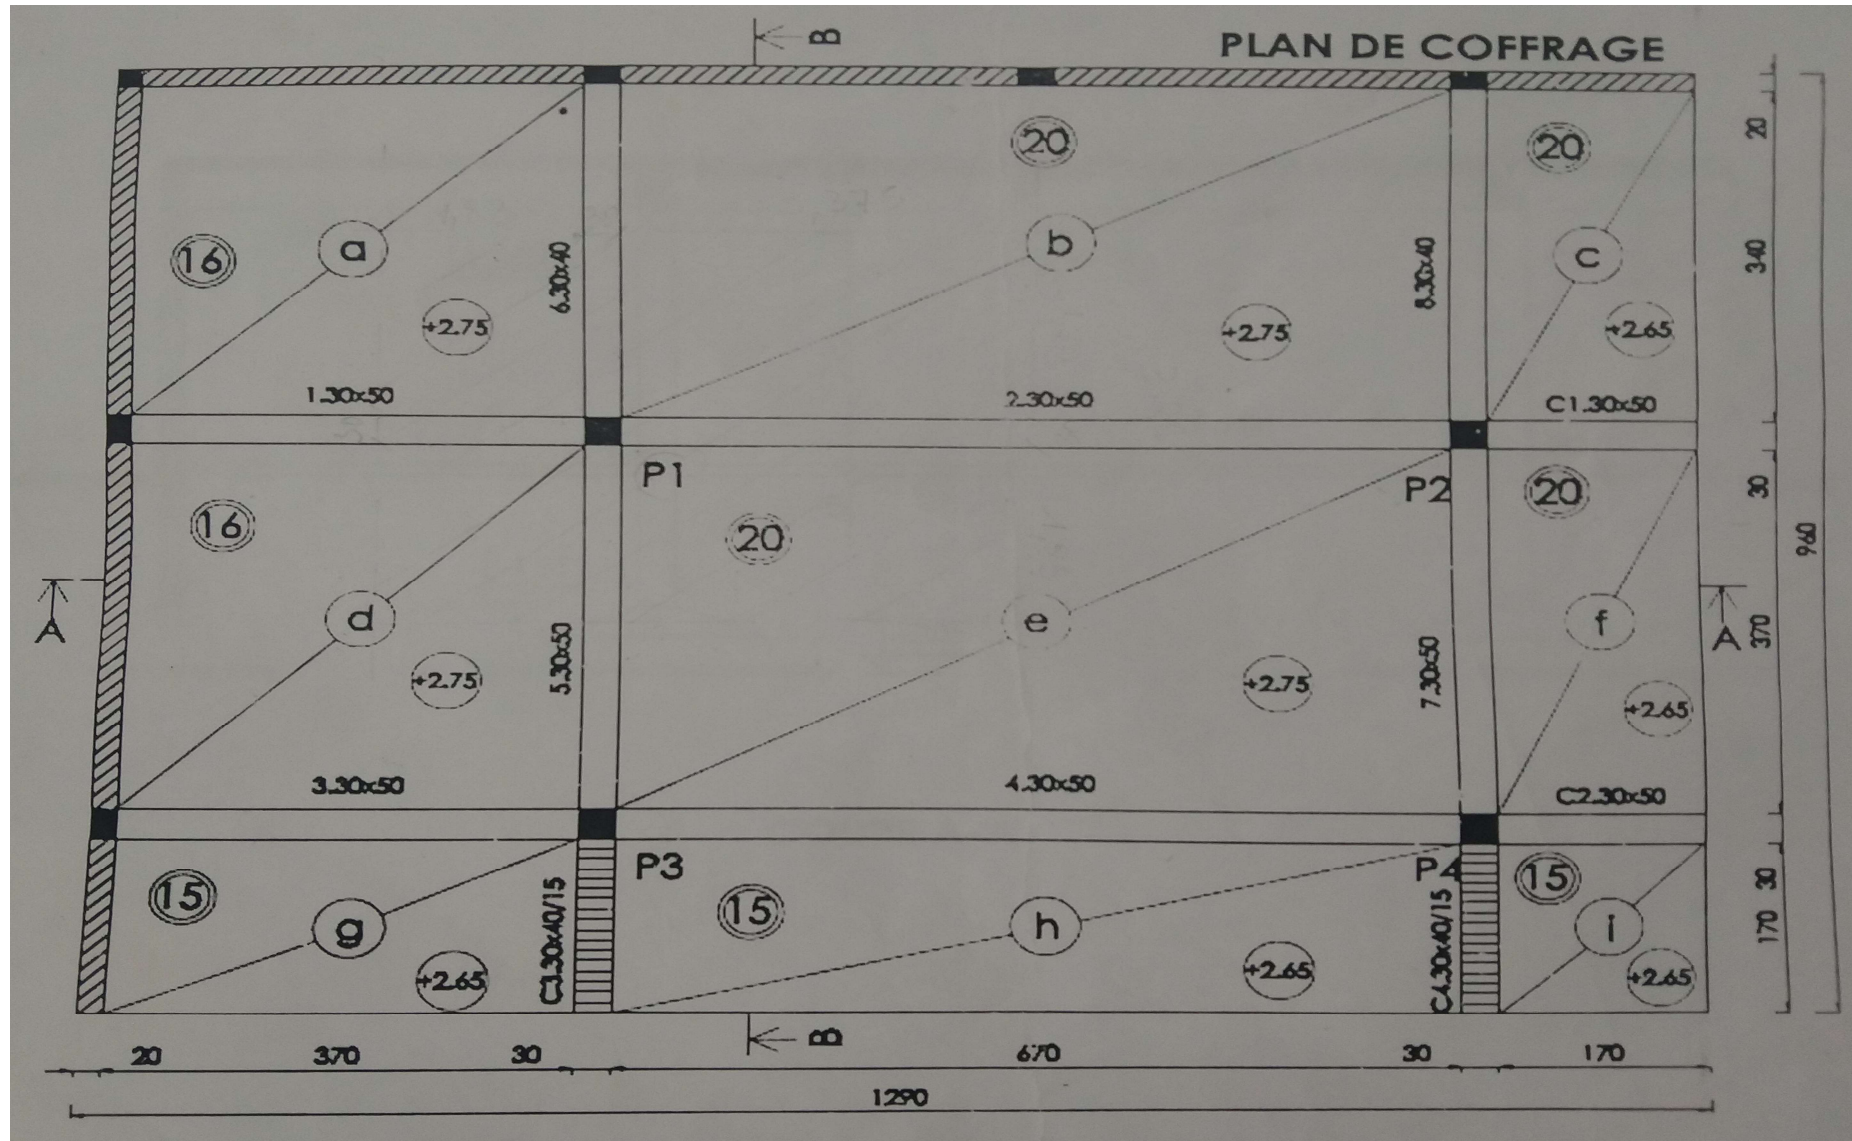 B
PLAN DE COFFRAGE
20
20
20
16
a
b
c
6.30x40
8.30x40
340
+2.75
+2.75
+2.65
1.30x50
2.30x50
C1.30x50
P1
P2
30
16
20
20
960
A
d
e
f
A
370
5.30x50
7.30x50
+2.75
+2.75
+2.65
3.30x50
4.30x50
C2.30x50
P3
P4
15
15
15
30
g
h
i
170
C3.30x40/15
C4.30x40/15
+2.65
+2.65
+2.65
B
20 370 30 670 30 170
1290